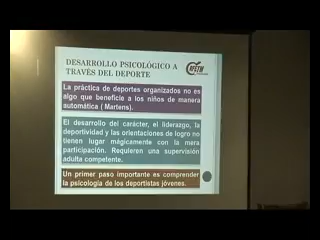 DESARROLLO PSICOLÓGICO A
TRAVÉS DEL DEPORTE
RFETM
La práctica de deportes organizados no es
algo que beneficie a los niños de manera
automática ( Martens).
El desarrollo del carácter, el liderazgo, la
deportividad y las orientaciones de logro no
tienen lugar mágicamente con la mera
participación. Requieren una supervisión
adulta competente.
Un primer paso importante es comprender
la psicología de los deportistas jóvenes.